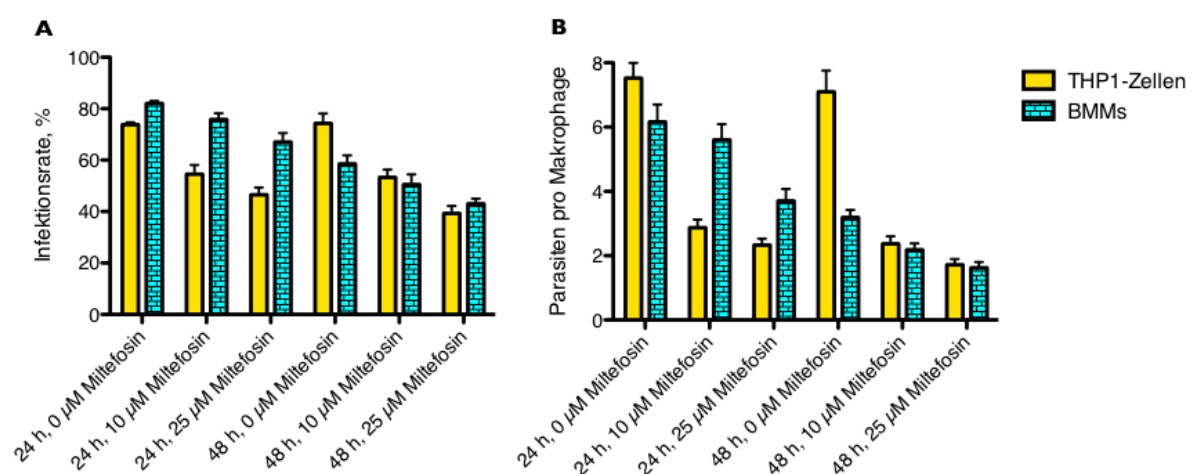 A
Infektionsrate, %
100
80
60
40
20
0
24 h, 0 µM Miltefosin
24 h, 10 µM Miltefosin
24 h, 25 µM Miltefosin
48 h, 0 µM Miltefosin
48 h, 10 µM Miltefosin
48 h, 25 µM Miltefosin
B
Parasiten pro Makrophage
8
6
4
2
0
24 h, 0 µM Miltefosin
24 h, 10 µM Miltefosin
24 h, 25 µM Miltefosin
48 h, 0 µM Miltefosin
48 h, 10 µM Miltefosin
48 h, 25 µM Miltefosin
THP1-Zellen
BMMs